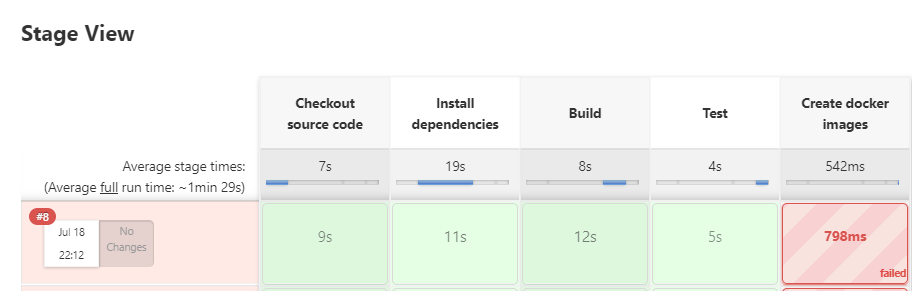 Stage View
Checkout
source code
Install
dependencies
Build
Test
Create docker
images
Average stage times:
(Average full run time: ~1min 29s)
7s
19s
8s
4s
542ms
#8
Jul 18
22:12
No
Changes
9s
11s
12s
5s
798ms
failed